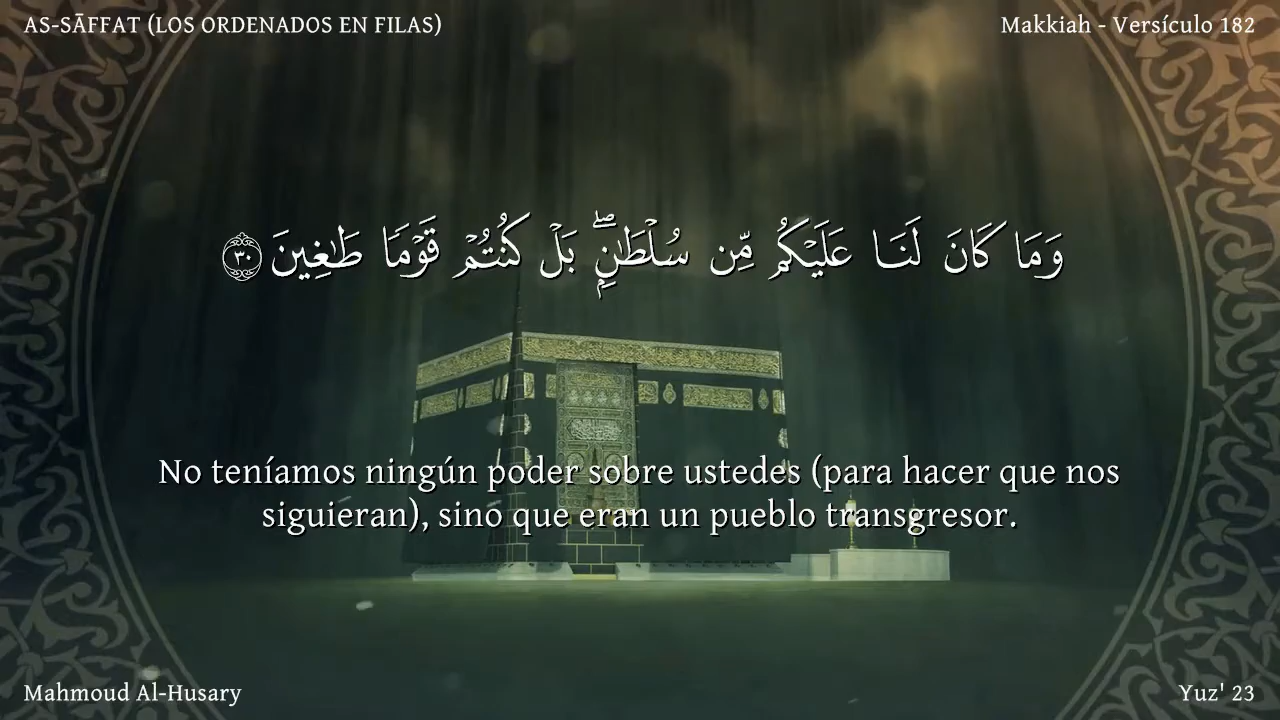 AS-SĀFFAT (LOS ORDENADOS EN FILAS)
Makkiah - Versículo 182
وَمَا كَانَ لَنَا عَلَيْكُم مِّن سُلْطَٰنٍۭ ۖ بَلْ كُنتُمْ قَوْمًا طَٰغِينَ ٣٠
No teníamos ningún poder sobre ustedes (para hacer que nos
siguieran), sino que eran un pueblo transgresor.
Mahmoud Al-Husary
Yuz' 23